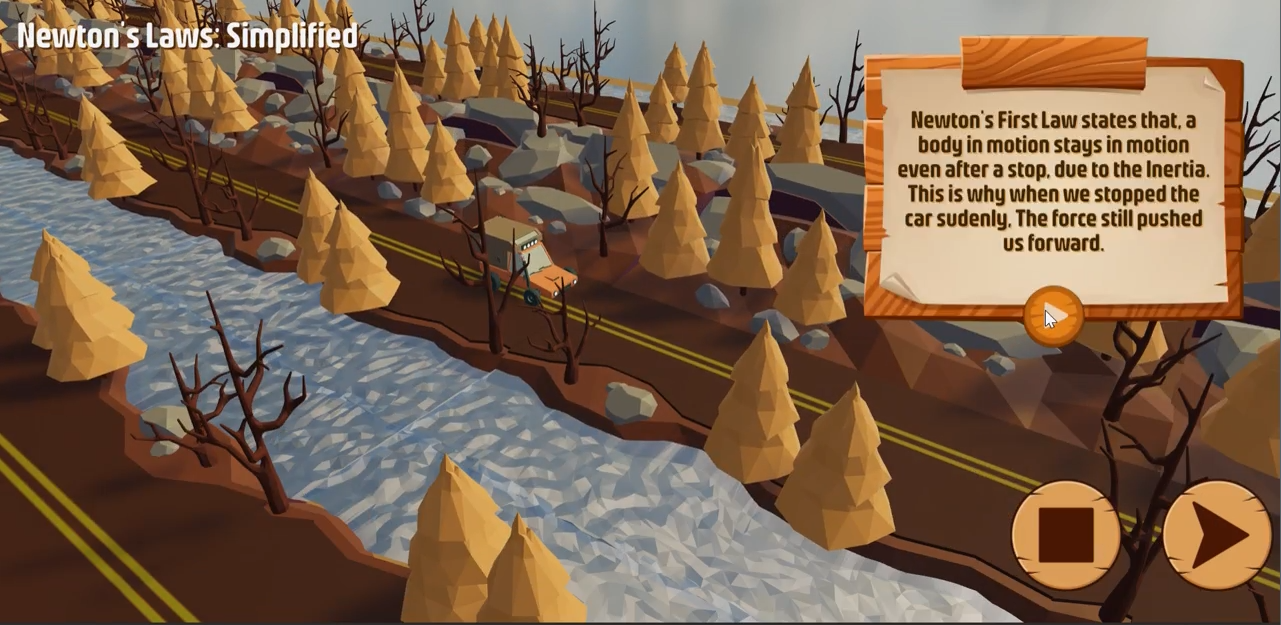 Newton's Laws: Simplified
Newton's First Law states that, a
body in motion stays in motion
even after a stop, due to the Inertia.
This is why when we stopped the
car sudenly, The force still pushed
us forward.